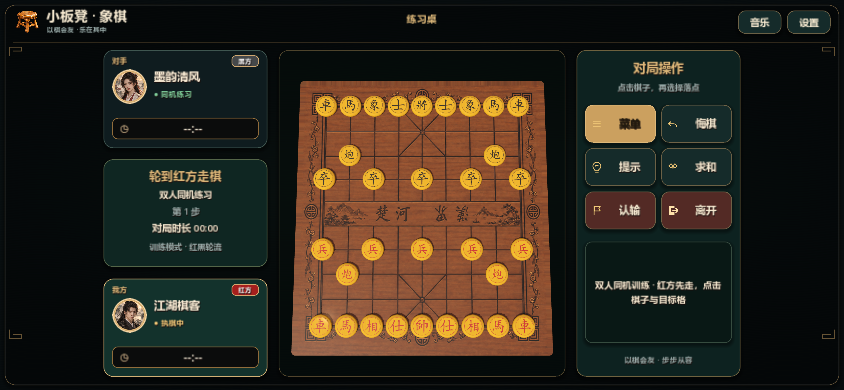 小板凳 · 象棋
以棋会友 · 乐在其中
练习桌
音乐
设置
对手
黑方
墨韵清风
同机练习
--:--
轮到红方走棋
双人同机练习
第 1 步
对局时长 00:00
训练模式 · 红黑轮流
我方
红方
江湖棋客
执棋中
--:--
車 馬 象 士 將 士 象 馬 車
炮 炮
卒 卒 卒 卒 卒
楚河
兵 兵 兵 兵 兵
炮 炮
車 馬 相 仕 帥 仕 相 馬 車
对局操作
点击棋子，再选择落点
菜单
悔棋
提示
求和
认输
离开
双人同机训练 · 红方先走，点击
棋子与目标格
以棋会友 · 步步从容